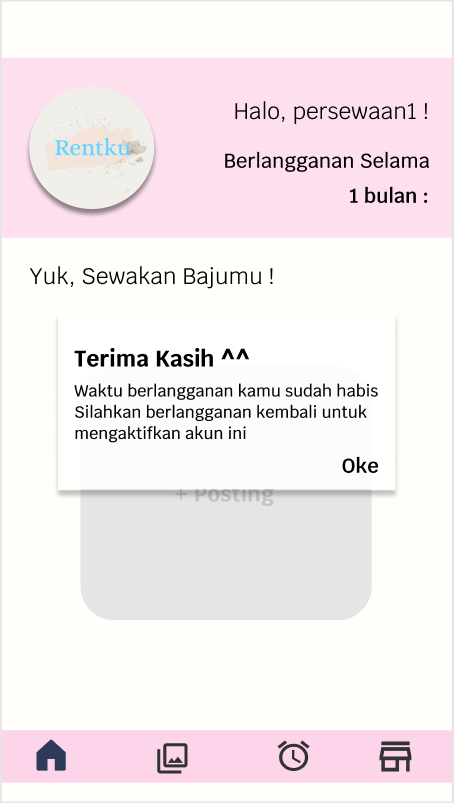 Rentku
Halo, persewaan1 !
Berlangganan Selama
1 bulan :
Yuk, Sewakan Bajumu !
Terima Kasih ^^
Waktu berlangganan kamu sudah habis
Silahkan berlangganan kembali untuk
mengaktifkan akun ini
Oke
+ Posting